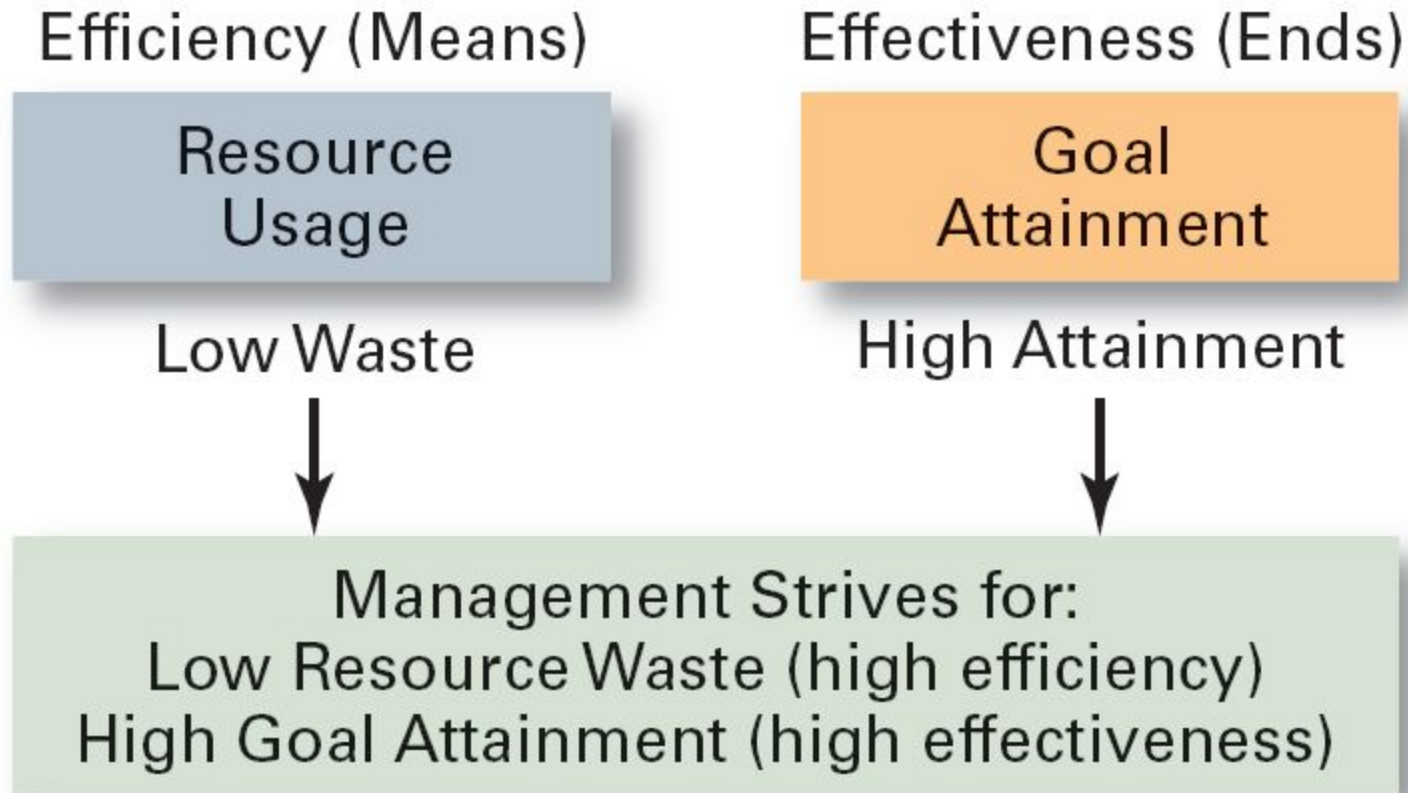 Efficiency (Means)
Effectiveness (Ends)
Resource
Usage
Goal
Attainment
Low Waste
High Attainment
Management Strives for:
Low Resource Waste (high efficiency)
High Goal Attainment (high effectiveness)